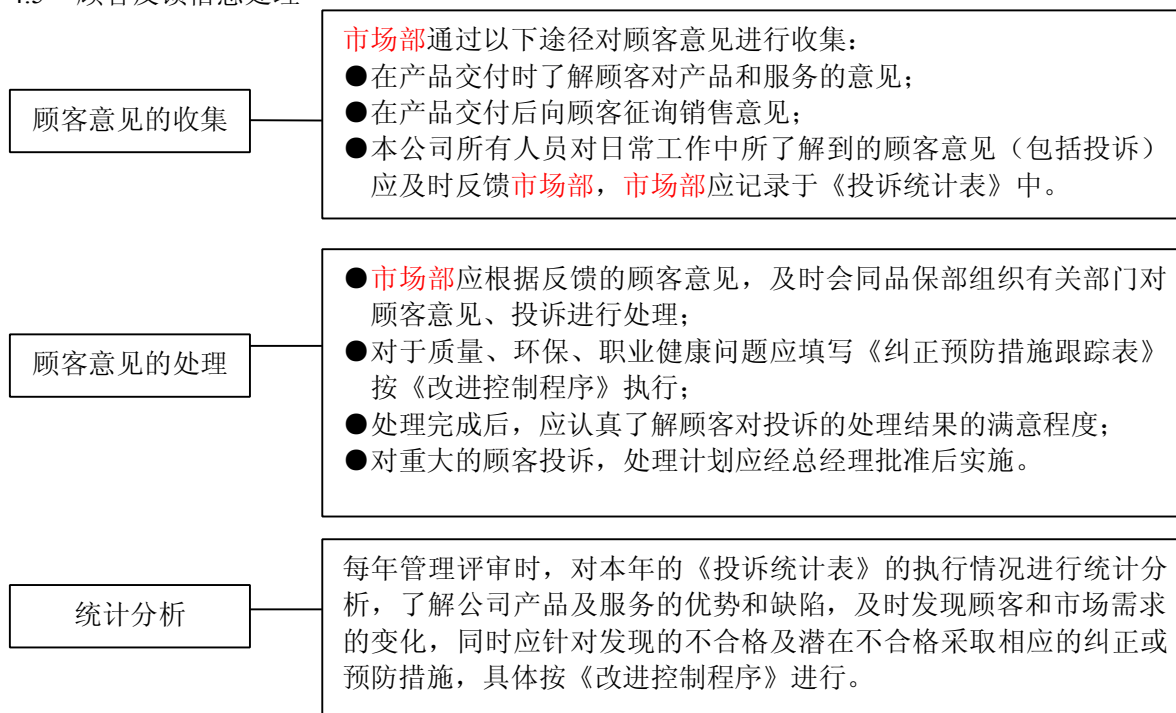 顾客意见的收集
市场部通过以下途径对顾客意见进行收集：
●在产品交付时了解顾客对产品和服务的意见；
●在产品交付后向顾客征询销售意见；
●本公司所有人员对日常工作中所了解到的顾客意见（包括投诉）
应及时反馈市场部，市场部应记录于《投诉统计表》中。
顾客意见的处理
●市场部应根据反馈的顾客意见，及时会同品保部组织有关部门对
顾客意见、投诉进行处理；
●对于质量、环保、职业健康问题应填写《纠正预防措施跟踪表》
按《改进控制程序》执行；
●处理完成后，应认真了解顾客对投诉的处理结果的满意程度；
●对重大的顾客投诉，处理计划应经总经理批准后实施。
统计分析
每年管理评审时，对本年的《投诉统计表》的执行情况进行统计分
析，了解公司产品及服务的优势和缺陷，及时发现顾客和市场需求
的变化，同时应针对发现的不合格及潜在不合格采取相应的纠正或
预防措施，具体按《改进控制程序》进行。